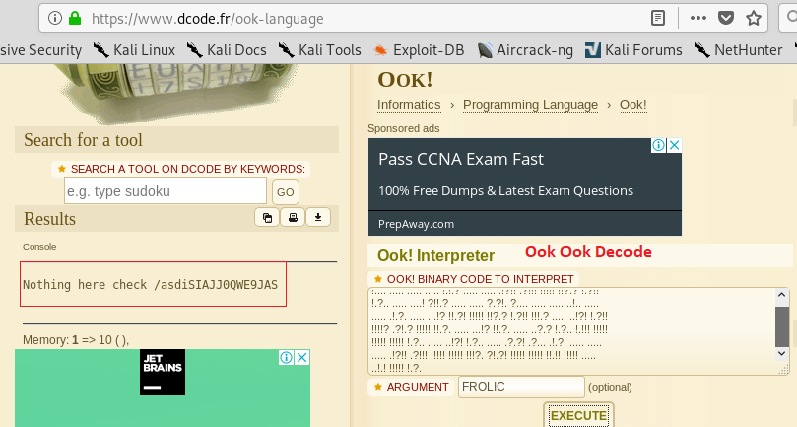 https://www.dcode.fr/ook-language
sive Security Kali Linux Kali Docs Kali Tools Exploit-DB Aircrack-ng Kali Forums NetHunter
Search for a tool
SEARCH A TOOL ON DCODE BY KEYWORDS:
e.g. type sudoku
GO
Results
Console
Nothing here check /asdiSIAJJ0QWE9JAS
Memory: 1 => 10 ( ),
JET
BRAINS
OOK!
Informatics › Programming Language › Ook!
Sponsored ads
Pass CCNA Exam Fast
100% Free Dumps & Latest Exam Questions
PrepAway.com
Ook! Interpreter
Ook Ook Decode
OOK! BINARY CODE TO INTERPRET
ARGUMENT FROLIC (optional)
EXECUTE